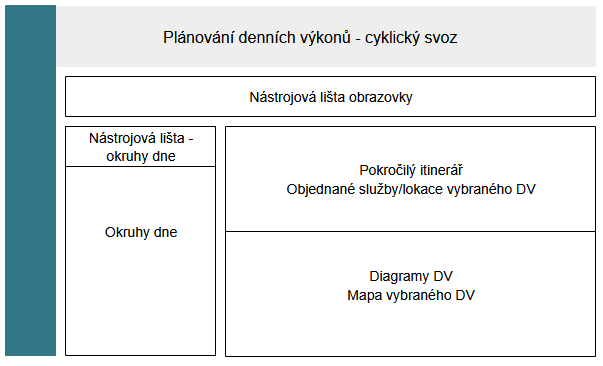 Plánování denních výkonů - cyklický svoz
Nástrojová lišta obrazovky
Nástrojová lišta -
okruhy dne
Okruhy dne
Pokročilý itinerář
Objednané služby/lokace vybraného DV
Diagramy DV
Mapa vybraného DV